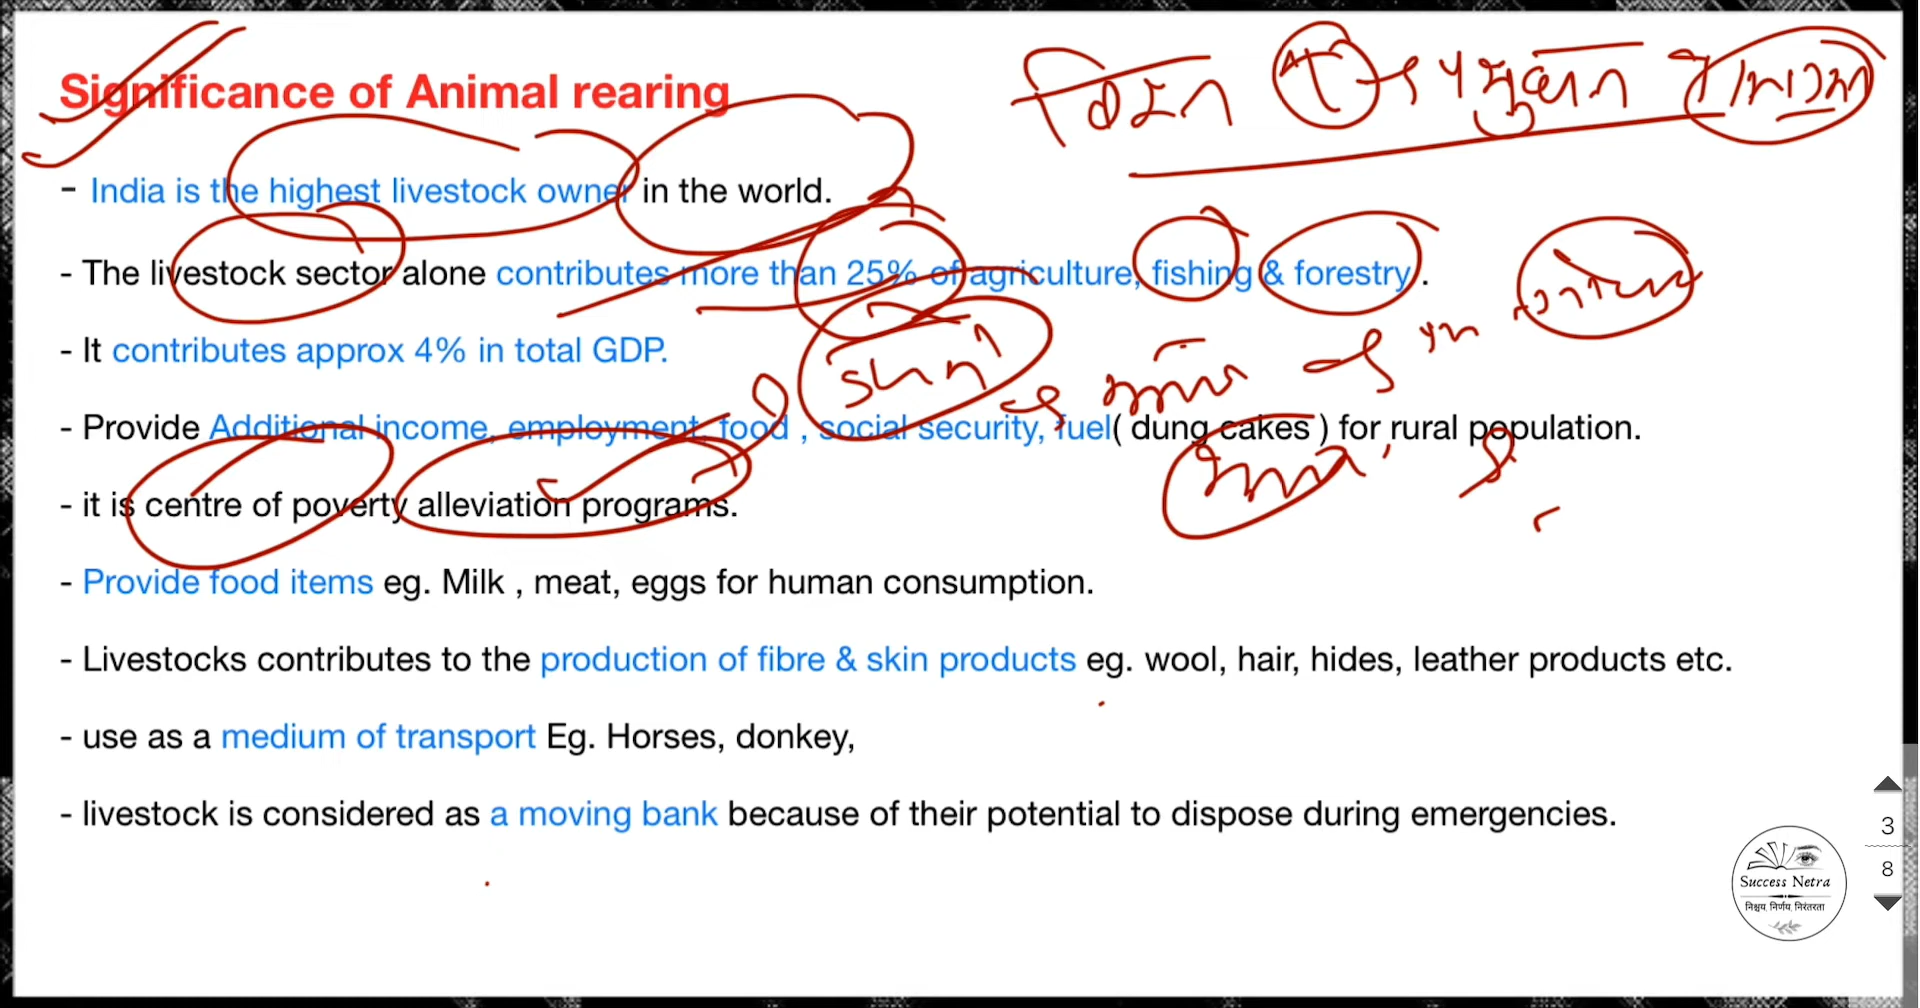 Significance of Animal rearing
- India is the highest livestock owner in the world.
- The livestock sector alone contributes more than 25% of agriculture, fishing & forestry .
- It contributes approx 4% in total GDP.
- Provide Additional income, employment, food , social security, fuel( dung cakes ) for rural population.
- it is centre of poverty alleviation programs.
- Provide food items eg. Milk , meat, eggs for human consumption.
- Livestocks contributes to the production of fibre & skin products eg. wool, hair, hides, leather products etc.
- use as a medium of transport Eg. Horses, donkey,
- livestock is considered as a moving bank because of their potential to dispose during emergencies.
3
8
Success Netra
निश्चय, निर्णय, निरंतरता